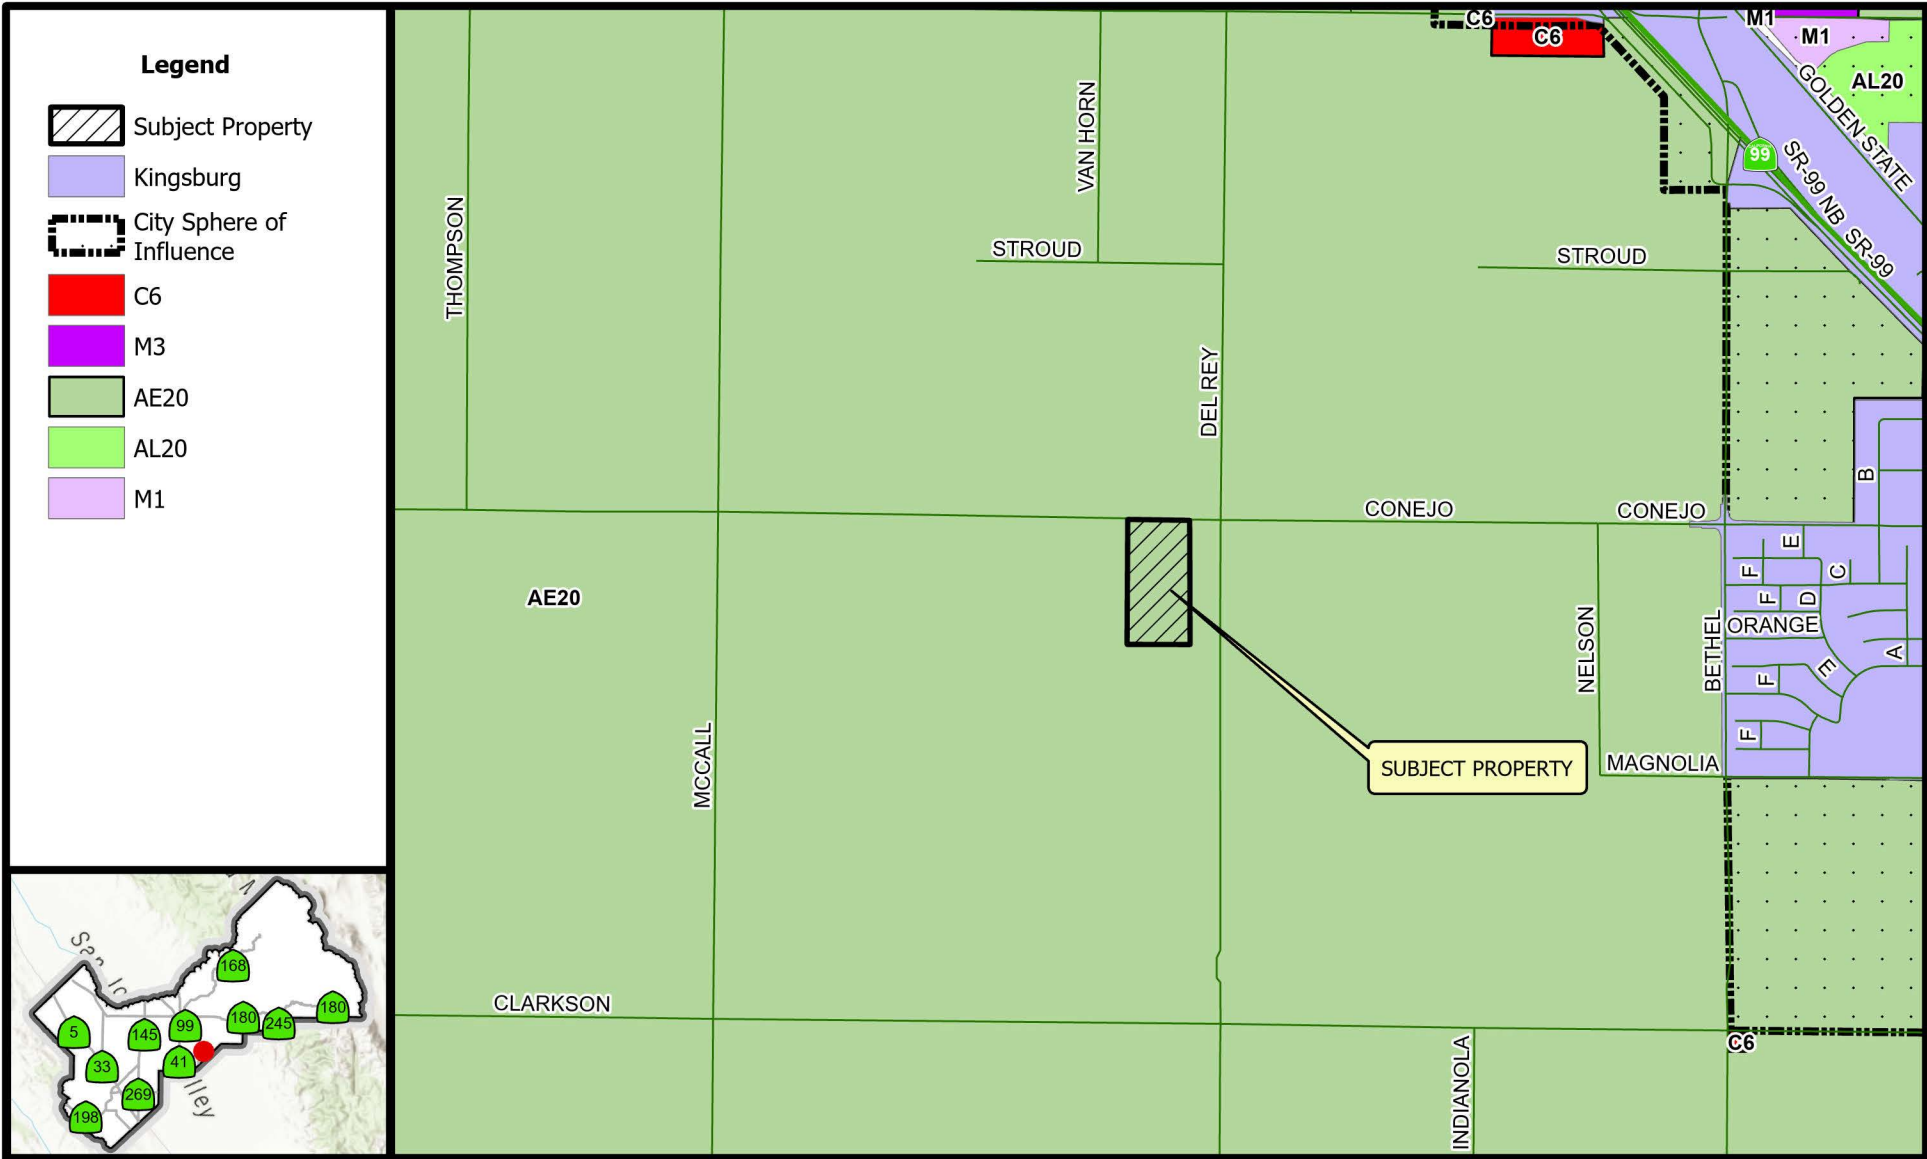 Legend
Subject Property
Kingsburg
City Sphere of
Influence
C6
M3
AE20
AL20
M1
C6
C6
M1
M1
AL20
GOLDEN STATE
99
SR-99 NB
SR-99
VAN HORN
THOMPSON
STROUD
STROUD
DEL REY
B
CONEJO
CONEJO
E
F
C
F
D
ORANGE
A
E
F
F
AE20
NELSON
BETHEL
MCCALL
SUBJECT PROPERTY
MAGNOLIA
CLARKSON
C6
INDIANOLA
San Jo
168
180
180
245
99
145
5
41
33
269
198
lley